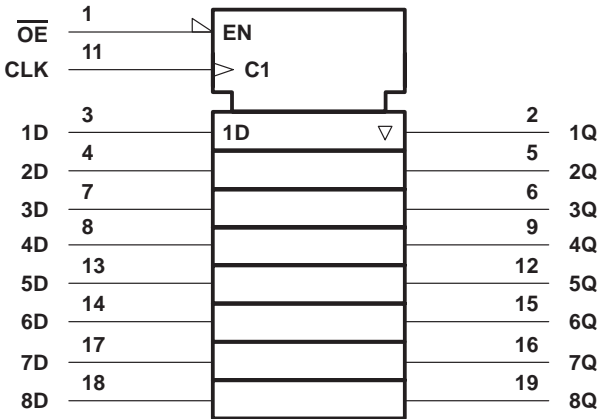 OE 1 EN
CLK 11 C1
1D 3 1D 2 1Q
2D 4 5 2Q
3D 7 6 3Q
4D 8 9 4Q
5D 13 12 5Q
6D 14 15 6Q
7D 17 16 7Q
8D 18 19 8Q